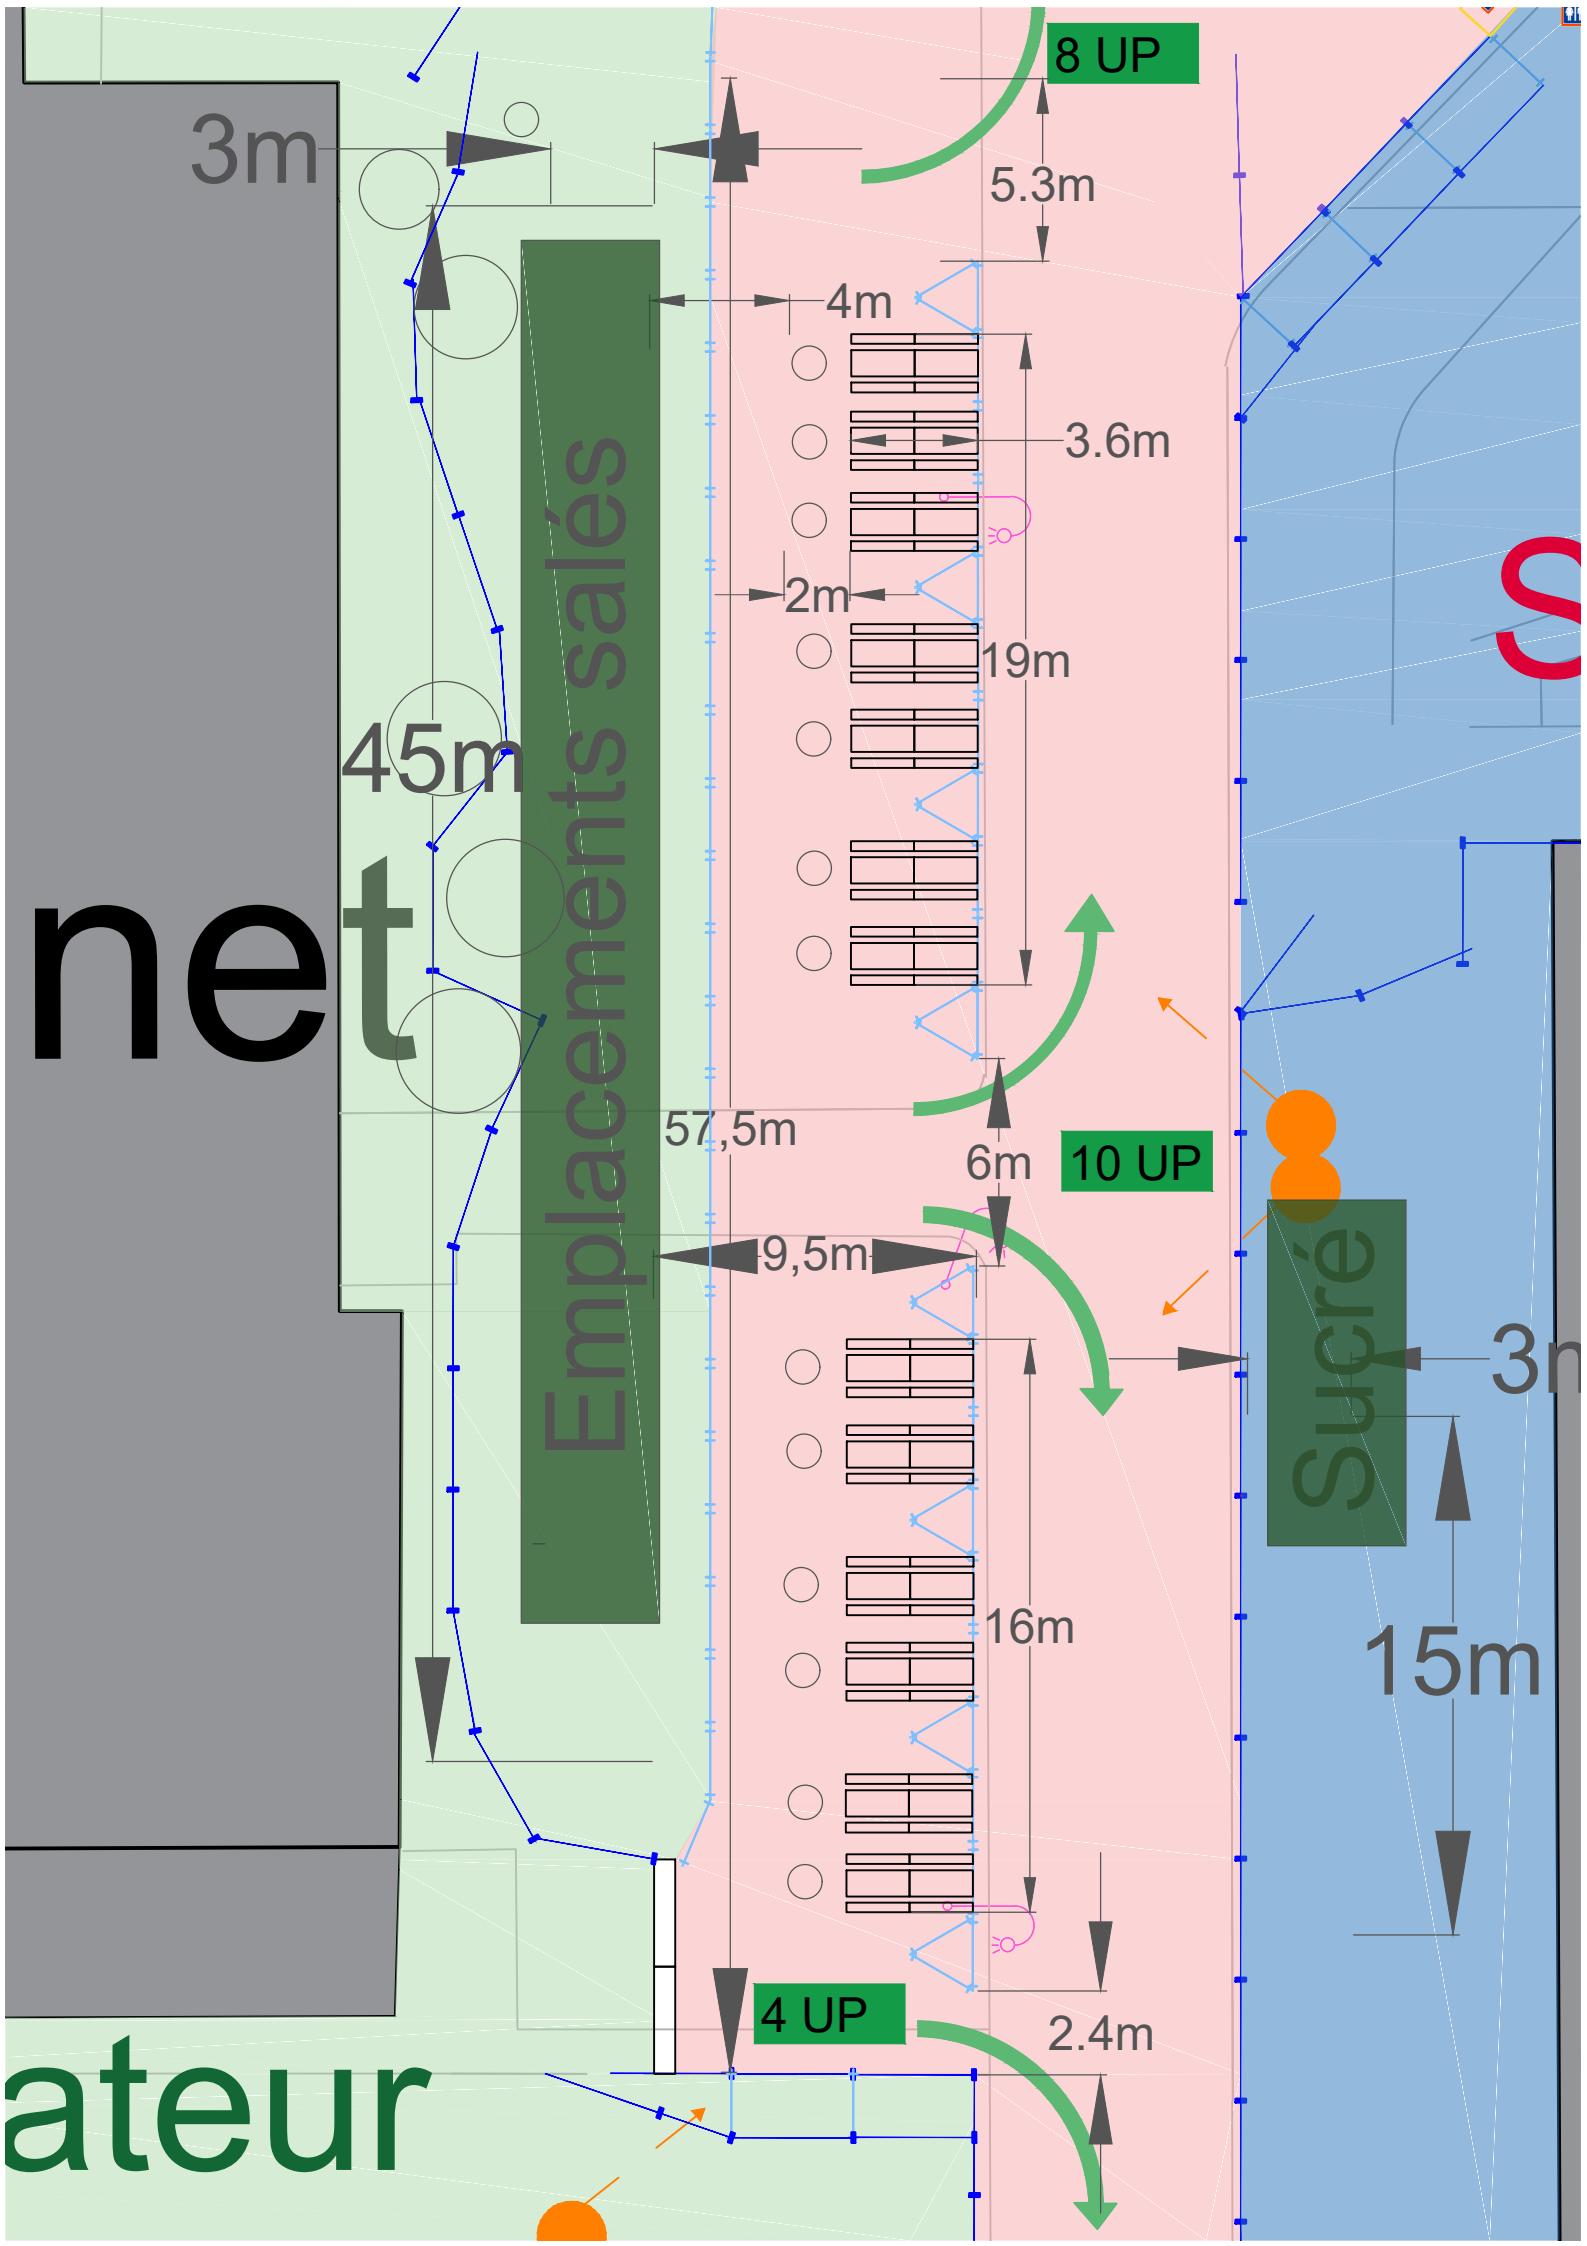 8 UP
3m
5.3m
4m
3.6m
Emplacements salés
2m
19m
S
45m
net
57,5m
6m
10 UP
9,5m
Sucré
3m
16m
15m
4 UP
2.4m
ateur